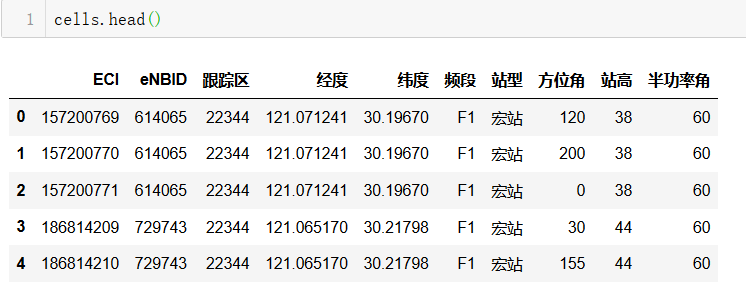 1 cells.head()
ECI eNBID 跟踪区 经度 纬度 频段 站型 方位角 站高 半功率角
0 157200769 614065 22344 121.071241 30.19670 F1 宏站 120 38 60
1 157200770 614065 22344 121.071241 30.19670 F1 宏站 200 38 60
2 157200771 614065 22344 121.071241 30.19670 F1 宏站 0 38 60
3 186814209 729743 22344 121.065170 30.21798 F1 宏站 30 44 60
4 186814210 729743 22344 121.065170 30.21798 F1 宏站 155 44 60